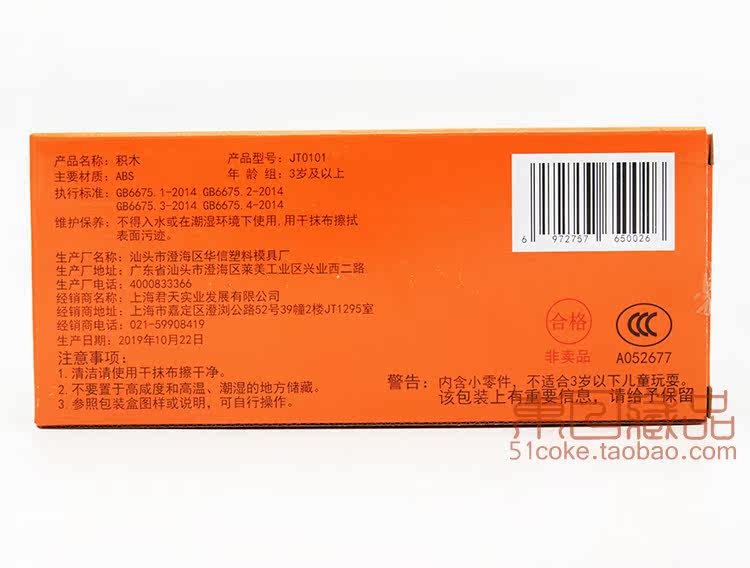 产品名称: 积木 产品型号: JT0101
主要材质: ABS 年 龄 组: 3岁及以上
执行标准: GB6675.1-2014 GB6675.2-2014
GB6675.3-2014 GB6675.4-2014
维护保养: 不得入水或在潮湿环境下使用,用干抹布擦拭
表面污迹。
生产厂名称: 汕头市澄海区华信塑料模具厂
生产厂地址: 广东省汕头市澄海区莱美工业区兴业西二路
生产厂电话: 4000833366
经销商名称: 上海君天实业发展有限公司
经销商地址: 上海市嘉定区澄浏公路52号39幢2楼JT1295室
经销商电话: 021-59908419
生产日期: 2019年10月22日
注意事项:
1. 清洁请使用干抹布擦干净。
2. 不要置于高咸度和高温、潮湿的地方储藏。
3. 参照包装盒图样或说明,可自行操作。
6 972757 650026
合格
非卖品
CCC
A052677
警告: 内含小零件,不适合3岁以下儿童玩耍。
该包装上有重要信息,请给予保留
果色藏品
51coke.taobao.com